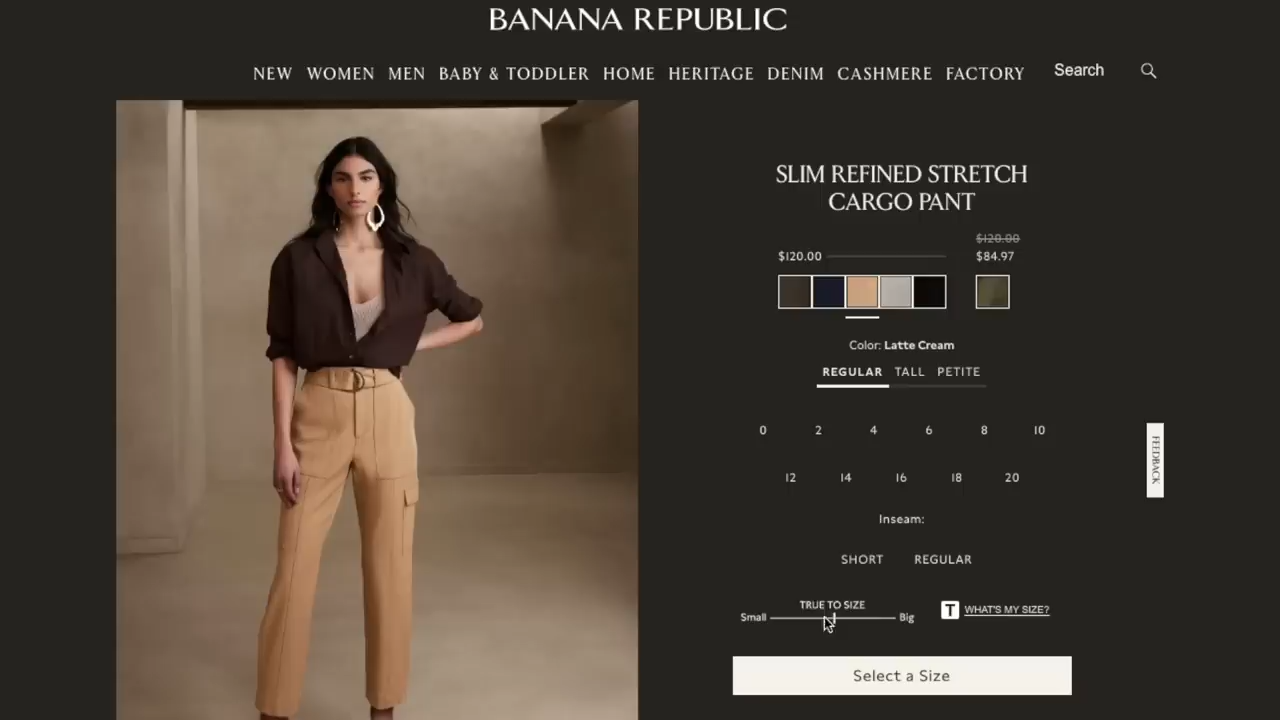 BANANA REPUBLIC
NEW WOMEN MEN BABY & TODDLER HOME HERITAGE DENIM CASHMERE FACTORY Search
SLIM REFINED STRETCH
CARGO PANT
$120.00
$120.00 $84.97
Color: Latte Cream
REGULAR TALL PETITE
0 2 4 6 8 10
12 14 16 18 20
FEEDBACK
Inseam:
SHORT REGULAR
TRUE TO SIZE
Small Big
T WHAT'S MY SIZE?
Select a Size